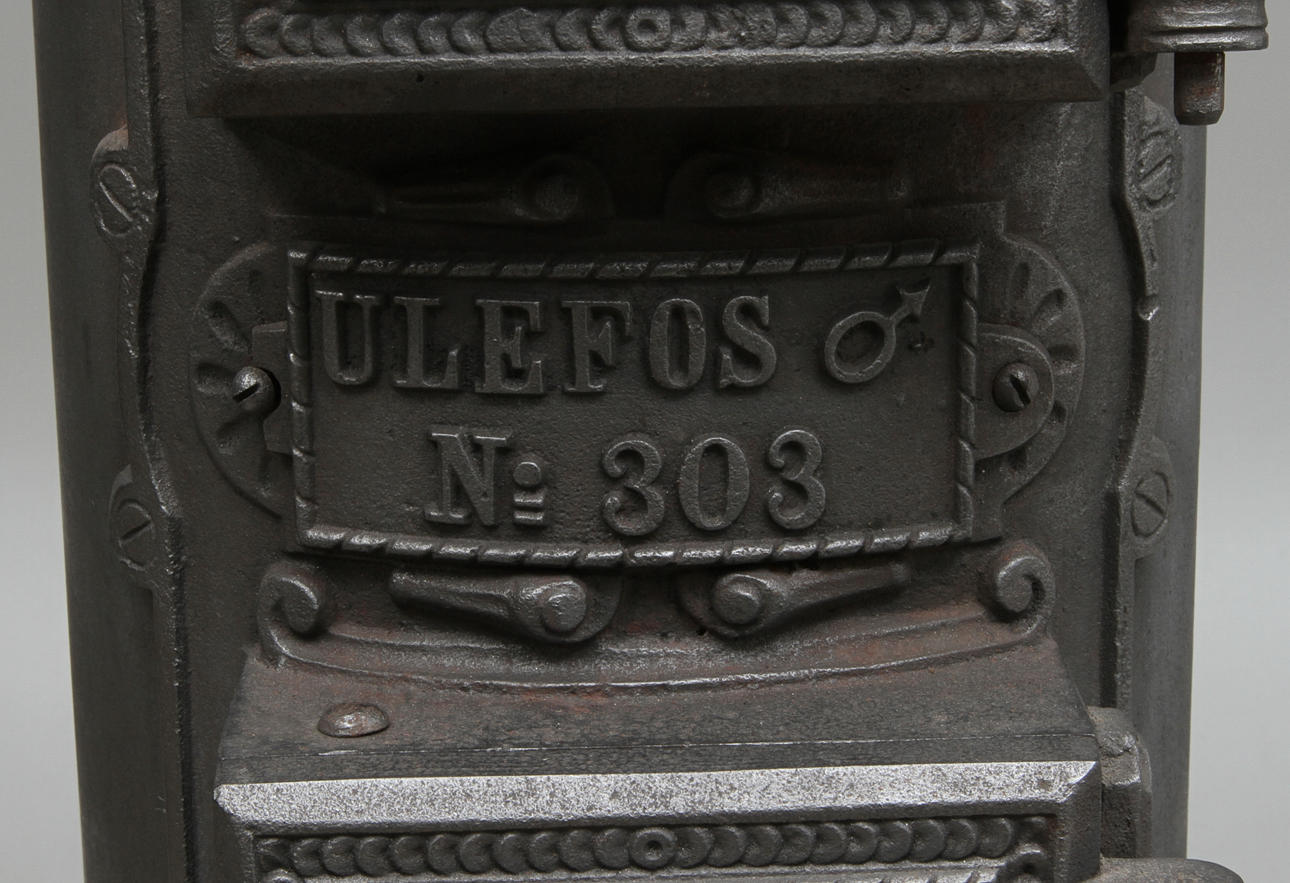 ULEFOS ♂
No 303